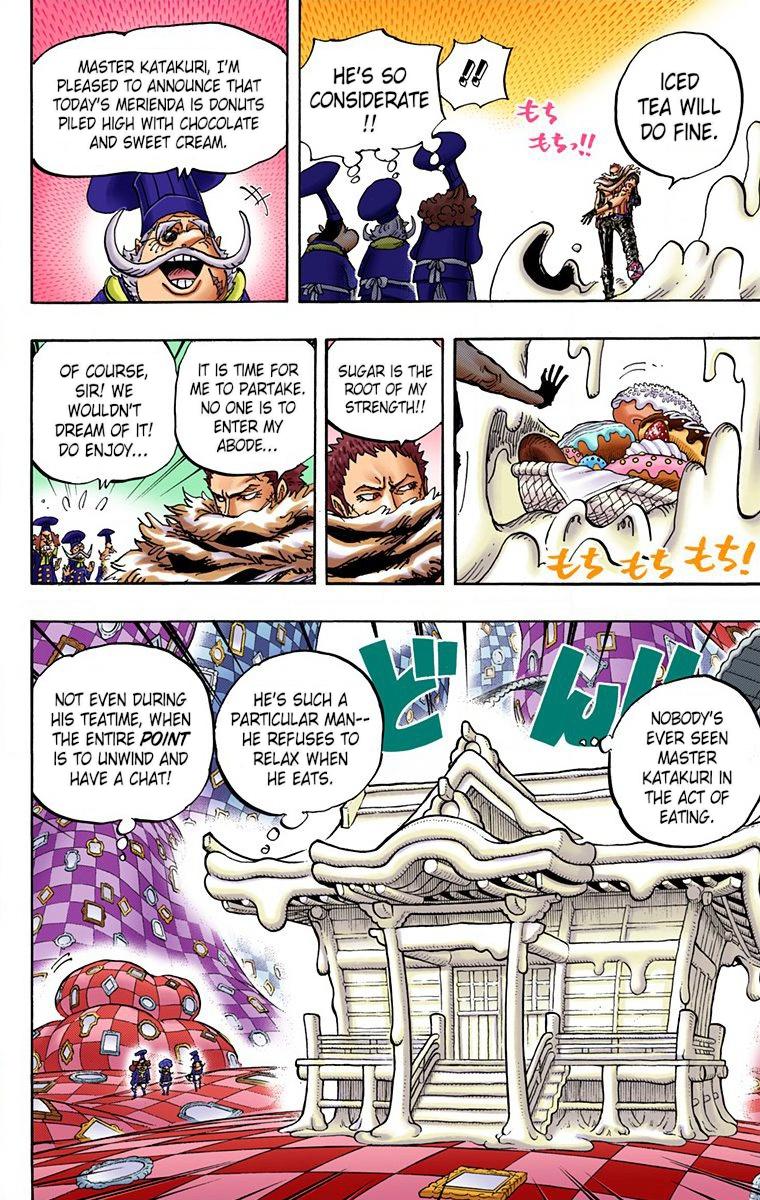 ICED
TEA WILL
DO FINE.
もち
もちっ!!
!!
HE'S SO
CONSIDERATE
!!
MASTER KATAKURI, I'M
PLEASED TO ANNOUNCE THAT
TODAY'S MERIENDA IS DONUTS
PILED HIGH WITH CHOCOLATE
AND SWEET CREAM.
もち もち もち!
SUGAR IS THE
ROOT OF MY
STRENGTH!!
IT IS TIME FOR
ME TO PARTAKE.
NO ONE IS TO
ENTER MY
ABODE...
OF COURSE,
SIR! WE
WOULDN'T
DREAM OF IT!
DO ENJOY...
どん!!
NOBODY'S
EVER SEEN
MASTER
KATAKURI IN
THE ACT OF
EATING.
HE'S SUCH A
PARTICULAR MAN--
HE REFUSES TO
RELAX WHEN
HE EATS.
NOT EVEN DURING
HIS TEATIME, WHEN
THE ENTIRE POINT
IS TO UNWIND AND
HAVE A CHAT!